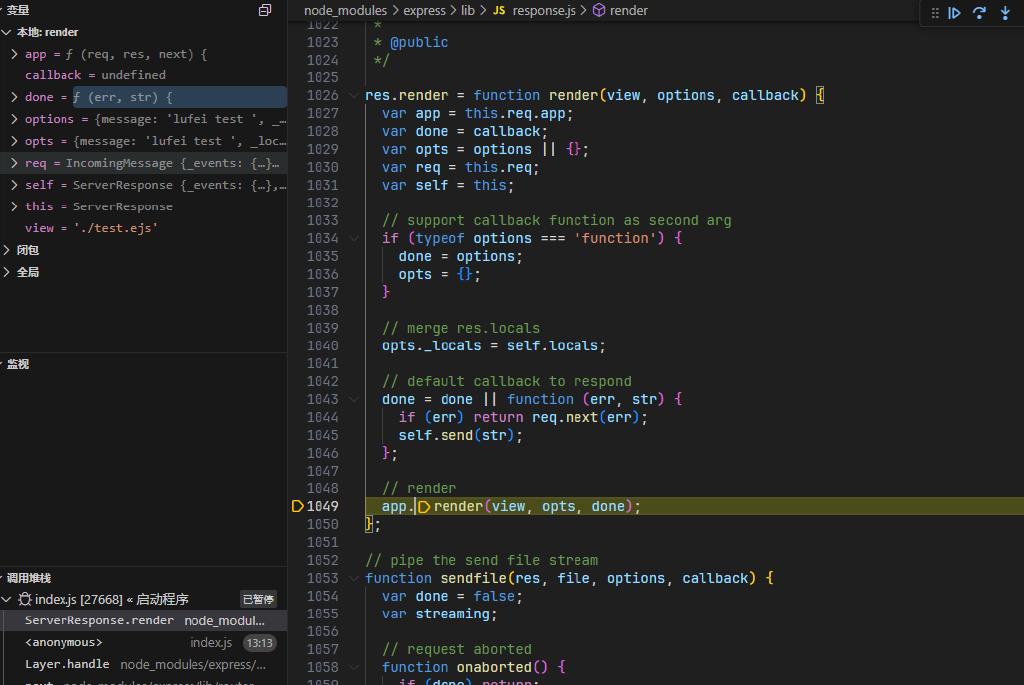 变量
本地: render
app = ƒ (req, res, next) {
callback = undefined
done = ƒ (err, str) {
options = {message: 'lufei test ', _…
opts = {message: 'lufei test ', _loc…
req = IncomingMessage {_events: {…}…
self = ServerResponse {_events: {…},…
this = ServerResponse
view = './test.ejs'
闭包
全局
监视
调用堆栈
index.js [27668] « 启动程序 已暂停
ServerResponse.render node_modul…
<anonymous> index.js 13:13
Layer.handle node_modules/express/…
next node_modules/express/lib/router…
node_modules > express > lib > JS response.js > render
1022 *
1023 * @public
1024 */
1025
1026 res.render = function render(view, options, callback) {
1027 var app = this.req.app;
1028 var done = callback;
1029 var opts = options || {};
1030 var req = this.req;
1031 var self = this;
1032
1033 // support callback function as second arg
1034 if (typeof options === 'function') {
1035 done = options;
1036 opts = {};
1037 }
1038
1039 // merge res.locals
1040 opts._locals = self.locals;
1041
1042 // default callback to respond
1043 done = done || function (err, str) {
1044 if (err) return req.next(err);
1045 self.send(str);
1046 };
1047
1048 // render
1049 app.render(view, opts, done);
1050 };
1051
1052 // pipe the send file stream
1053 function sendfile(res, file, options, callback) {
1054 var done = false;
1055 var streaming;
1056
1057 // request aborted
1058 function onaborted() {
1059 if (done) return;